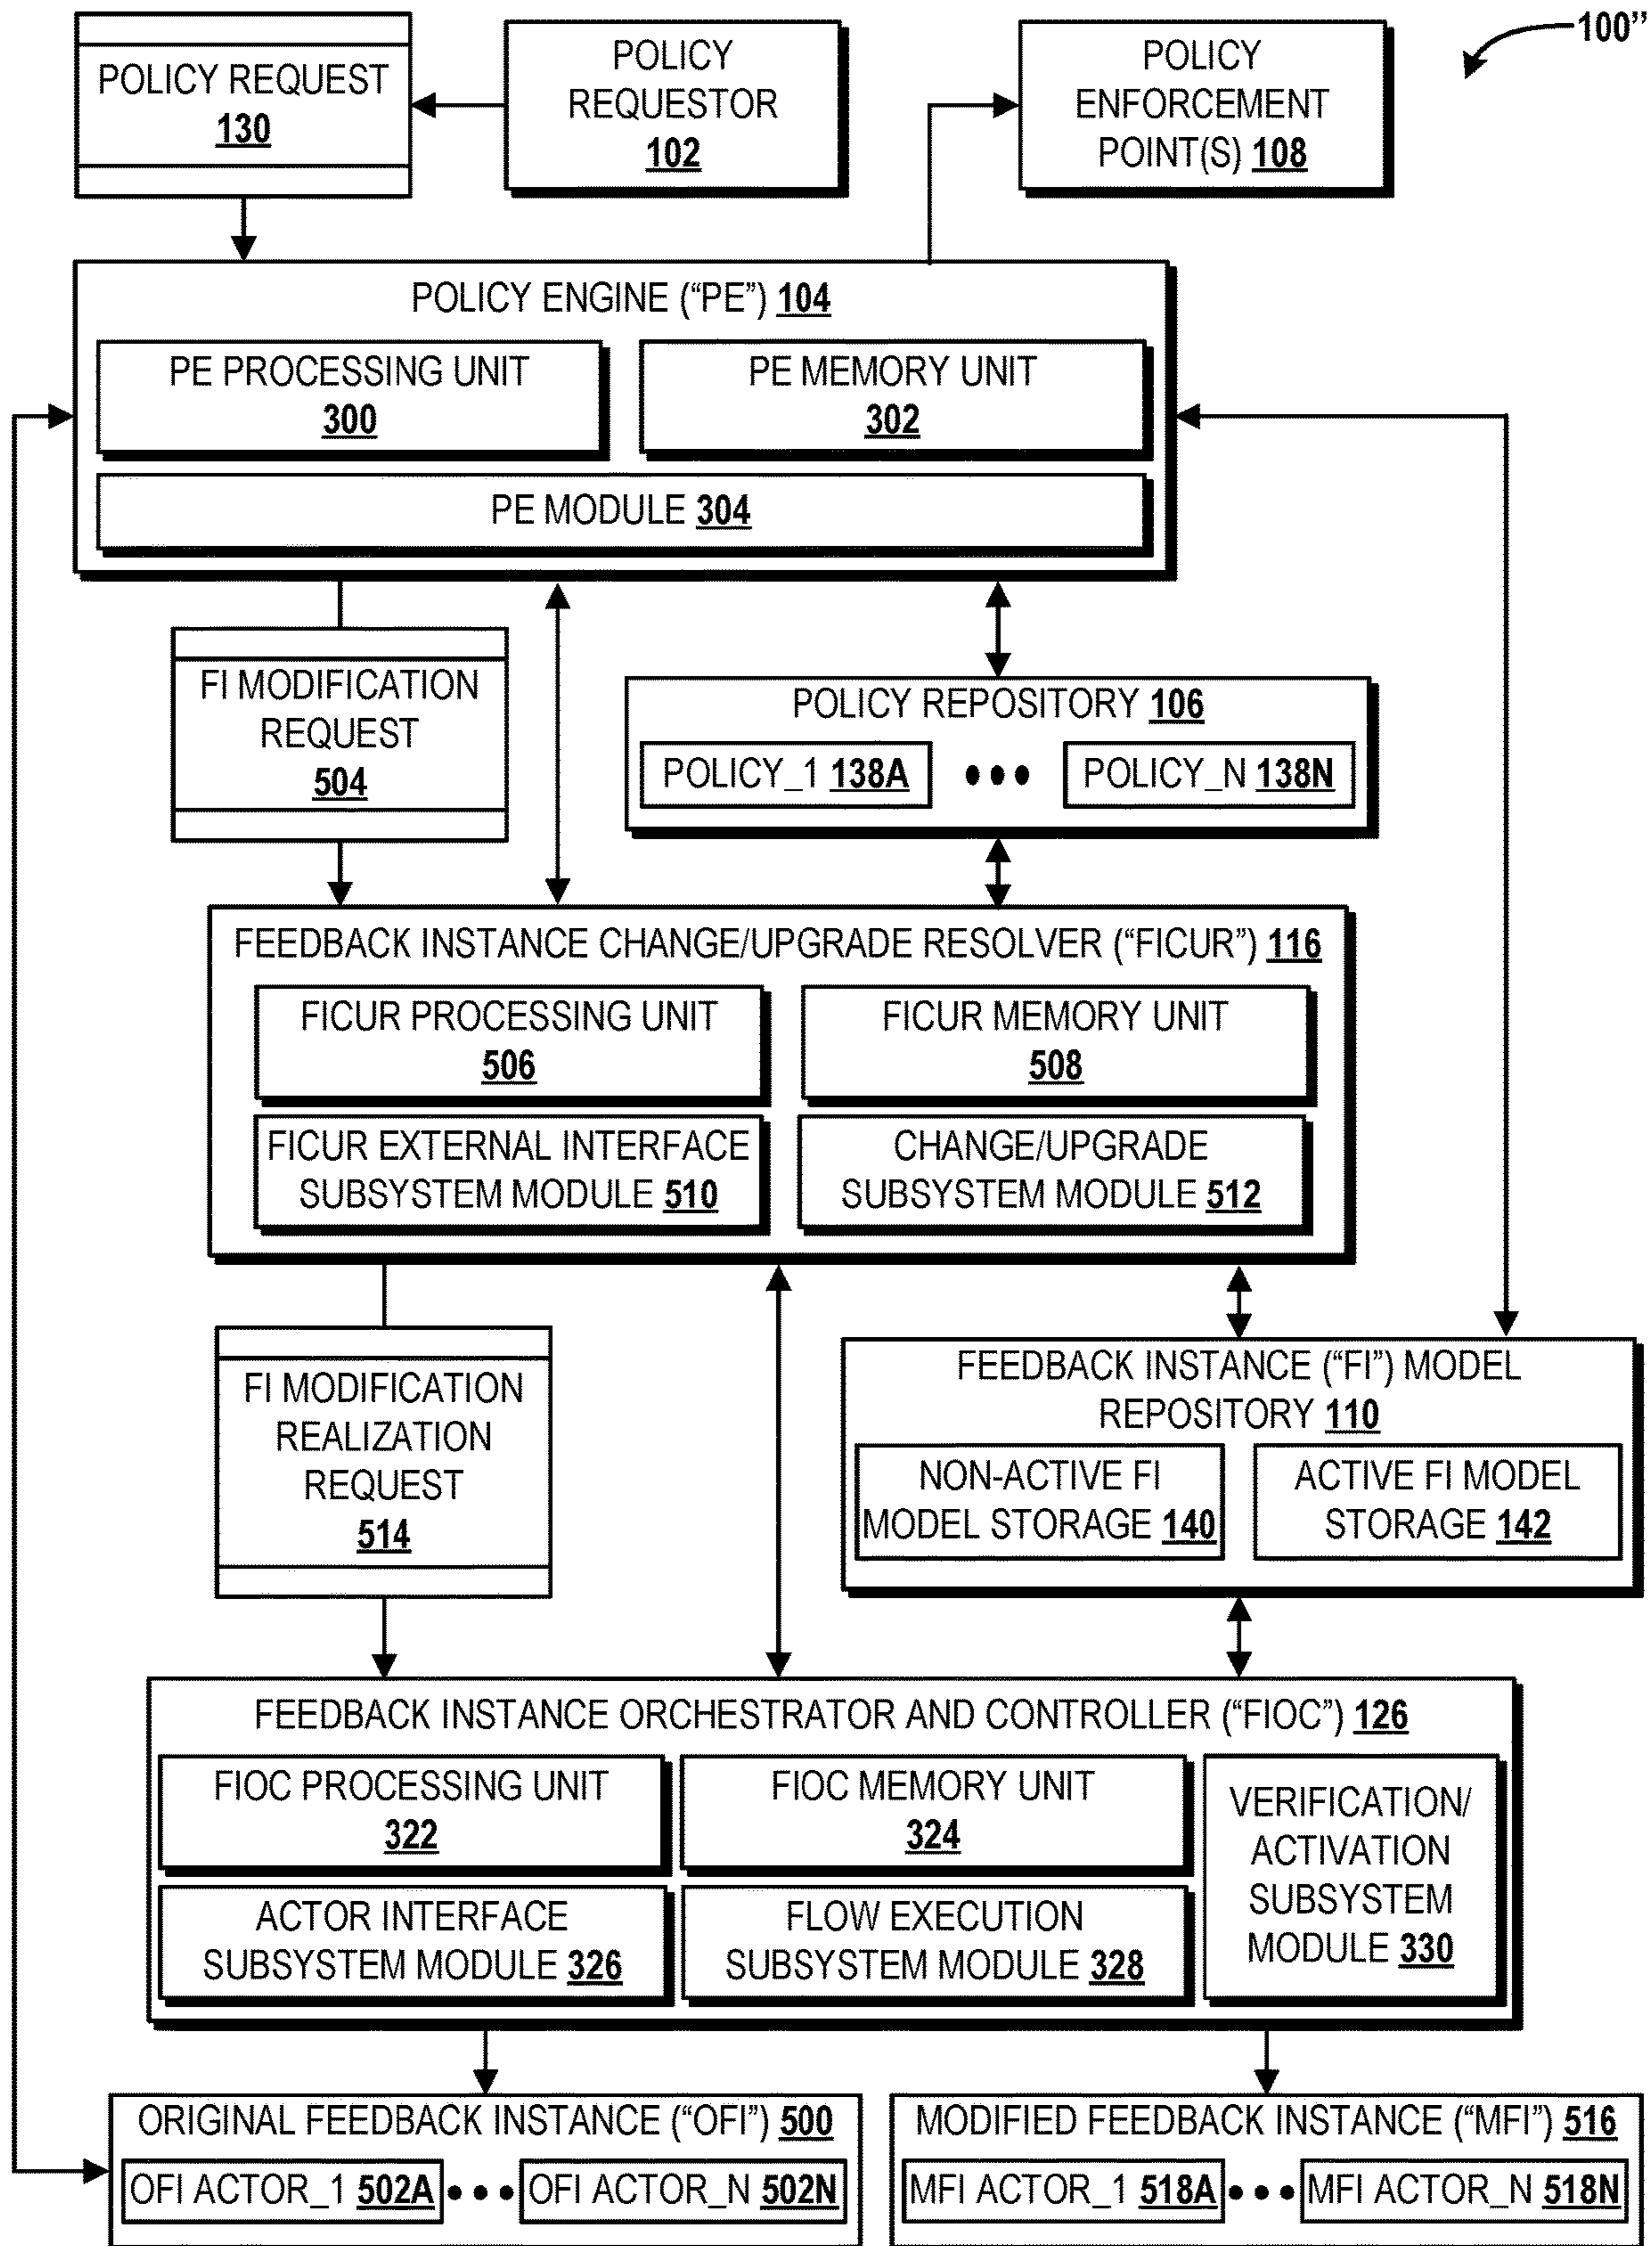 100"
POLICY REQUEST
130
POLICY
REQUESTOR
102
POLICY
ENFORCEMENT
POINT(S) 108
POLICY ENGINE (“PE”) 104
PE PROCESSING UNIT
300
PE MEMORY UNIT
302
PE MODULE 304
FI MODIFICATION
REQUEST
504
POLICY REPOSITORY 106
POLICY_1 138A
POLICY_N 138N
FEEDBACK INSTANCE CHANGE/UPGRADE RESOLVER (“FICUR”) 116
FICUR PROCESSING UNIT
506
FICUR MEMORY UNIT
508
FICUR EXTERNAL INTERFACE
SUBSYSTEM MODULE 510
CHANGE/UPGRADE
SUBSYSTEM MODULE 512
FI MODIFICATION
REALIZATION
REQUEST
514
FEEDBACK INSTANCE (“FI”) MODEL
REPOSITORY 110
NON-ACTIVE FI
MODEL STORAGE 140
ACTIVE FI MODEL
STORAGE 142
FEEDBACK INSTANCE ORCHESTRATOR AND CONTROLLER (“FIOC”) 126
FIOC PROCESSING UNIT
322
FIOC MEMORY UNIT
324
VERIFICATION/
ACTIVATION
SUBSYSTEM
MODULE 330
ACTOR INTERFACE
SUBSYSTEM MODULE 326
FLOW EXECUTION
SUBSYSTEM MODULE 328
ORIGINAL FEEDBACK INSTANCE (“OFI”) 500
OFI ACTOR_1 502A
OFI ACTOR_N 502N
MODIFIED FEEDBACK INSTANCE (“MFI”) 516
MFI ACTOR_1 518A
MFI ACTOR_N 518N